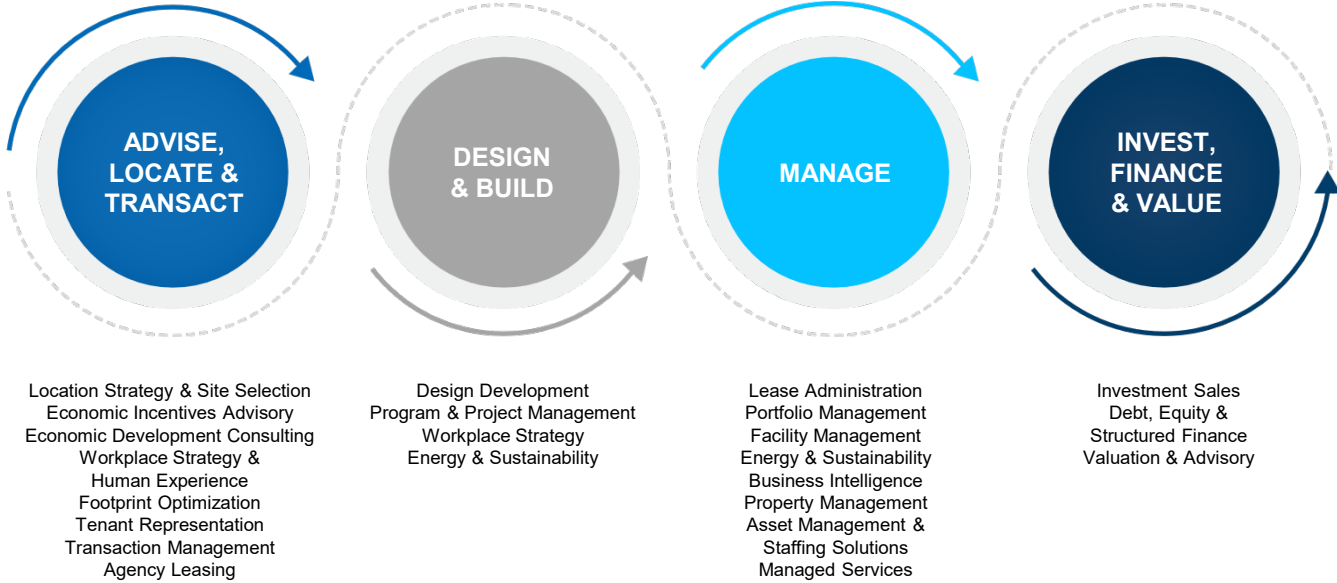 ADVISE,
LOCATE &
TRANSACT
DESIGN
& BUILD
MANAGE
INVEST,
FINANCE
& VALUE
Location Strategy & Site Selection
Economic Incentives Advisory
Economic Development Consulting
Workplace Strategy &
Human Experience
Footprint Optimization
Tenant Representation
Transaction Management
Agency Leasing
Design Development
Program & Project Management
Workplace Strategy
Energy & Sustainability
Lease Administration
Portfolio Management
Facility Management
Energy & Sustainability
Business Intelligence
Property Management
Asset Management &
Staffing Solutions
Managed Services
Investment Sales
Debt, Equity &
Structured Finance
Valuation & Advisory